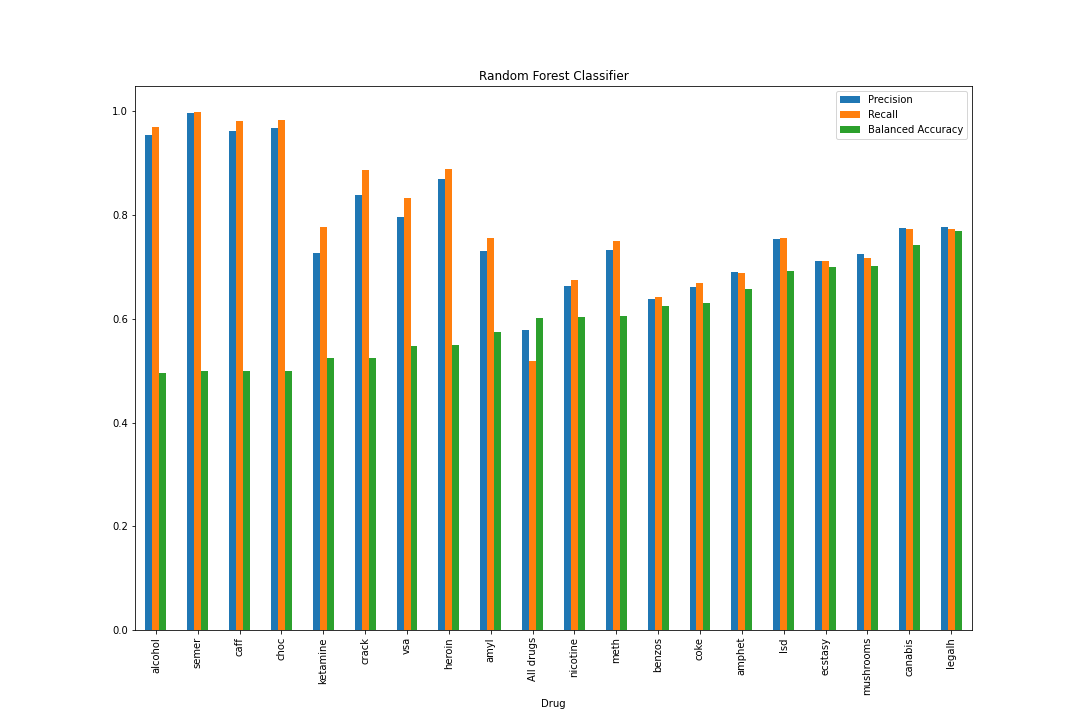 Random Forest Classifier
Precision
Recall
Balanced Accuracy
1.0
0.8
0.6
0.4
0.2
0.0
alcohol
semer
caff
choc
ketamine
crack
vsa
heroin
amyl
All drugs
nicotine
meth
benzos
coke
amphet
lsd
ecstasy
mushrooms
canabis
legalh
Drug